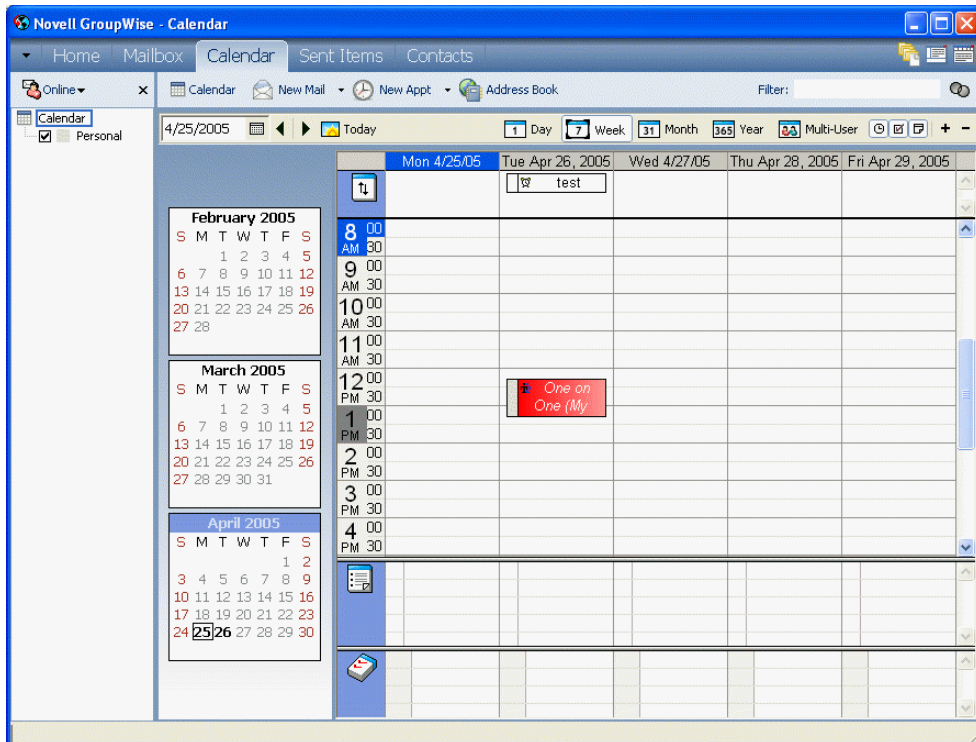 Novell GroupWise - Calendar
Home Mailbox Calendar Sent Items Contacts
Online Calendar New Mail New Appt Address Book Filter:
Calendar
Personal
4/25/2005 Today 1 Day 7 Week 31 Month 365 Year 23 Multi-User
Mon 4/25/05 Tue Apr 26, 2005 Wed 4/27/05 Thu Apr 28, 2005 Fri Apr 29, 2005
test
February 2005
S M T W T F S
1 2 3 4 5
6 7 8 9 10 11 12
13 14 15 16 17 18 19
20 21 22 23 24 25 26
27 28
March 2005
S M T W T F S
1 2 3 4 5
6 7 8 9 10 11 12
13 14 15 16 17 18 19
20 21 22 23 24 25 26
27 28 29 30 31
April 2005
S M T W T F S
1 2
3 4 5 6 7 8 9
10 11 12 13 14 15 16
17 18 19 20 21 22 23
24 25 26 27 28 29 30
8 00
AM 30
9 00
AM 30
10 00
AM 30
11 00
AM 30
12 00
PM 30
1 00
PM 30
2 00
PM 30
3 00
PM 30
4 00
PM 30
One on
One (My